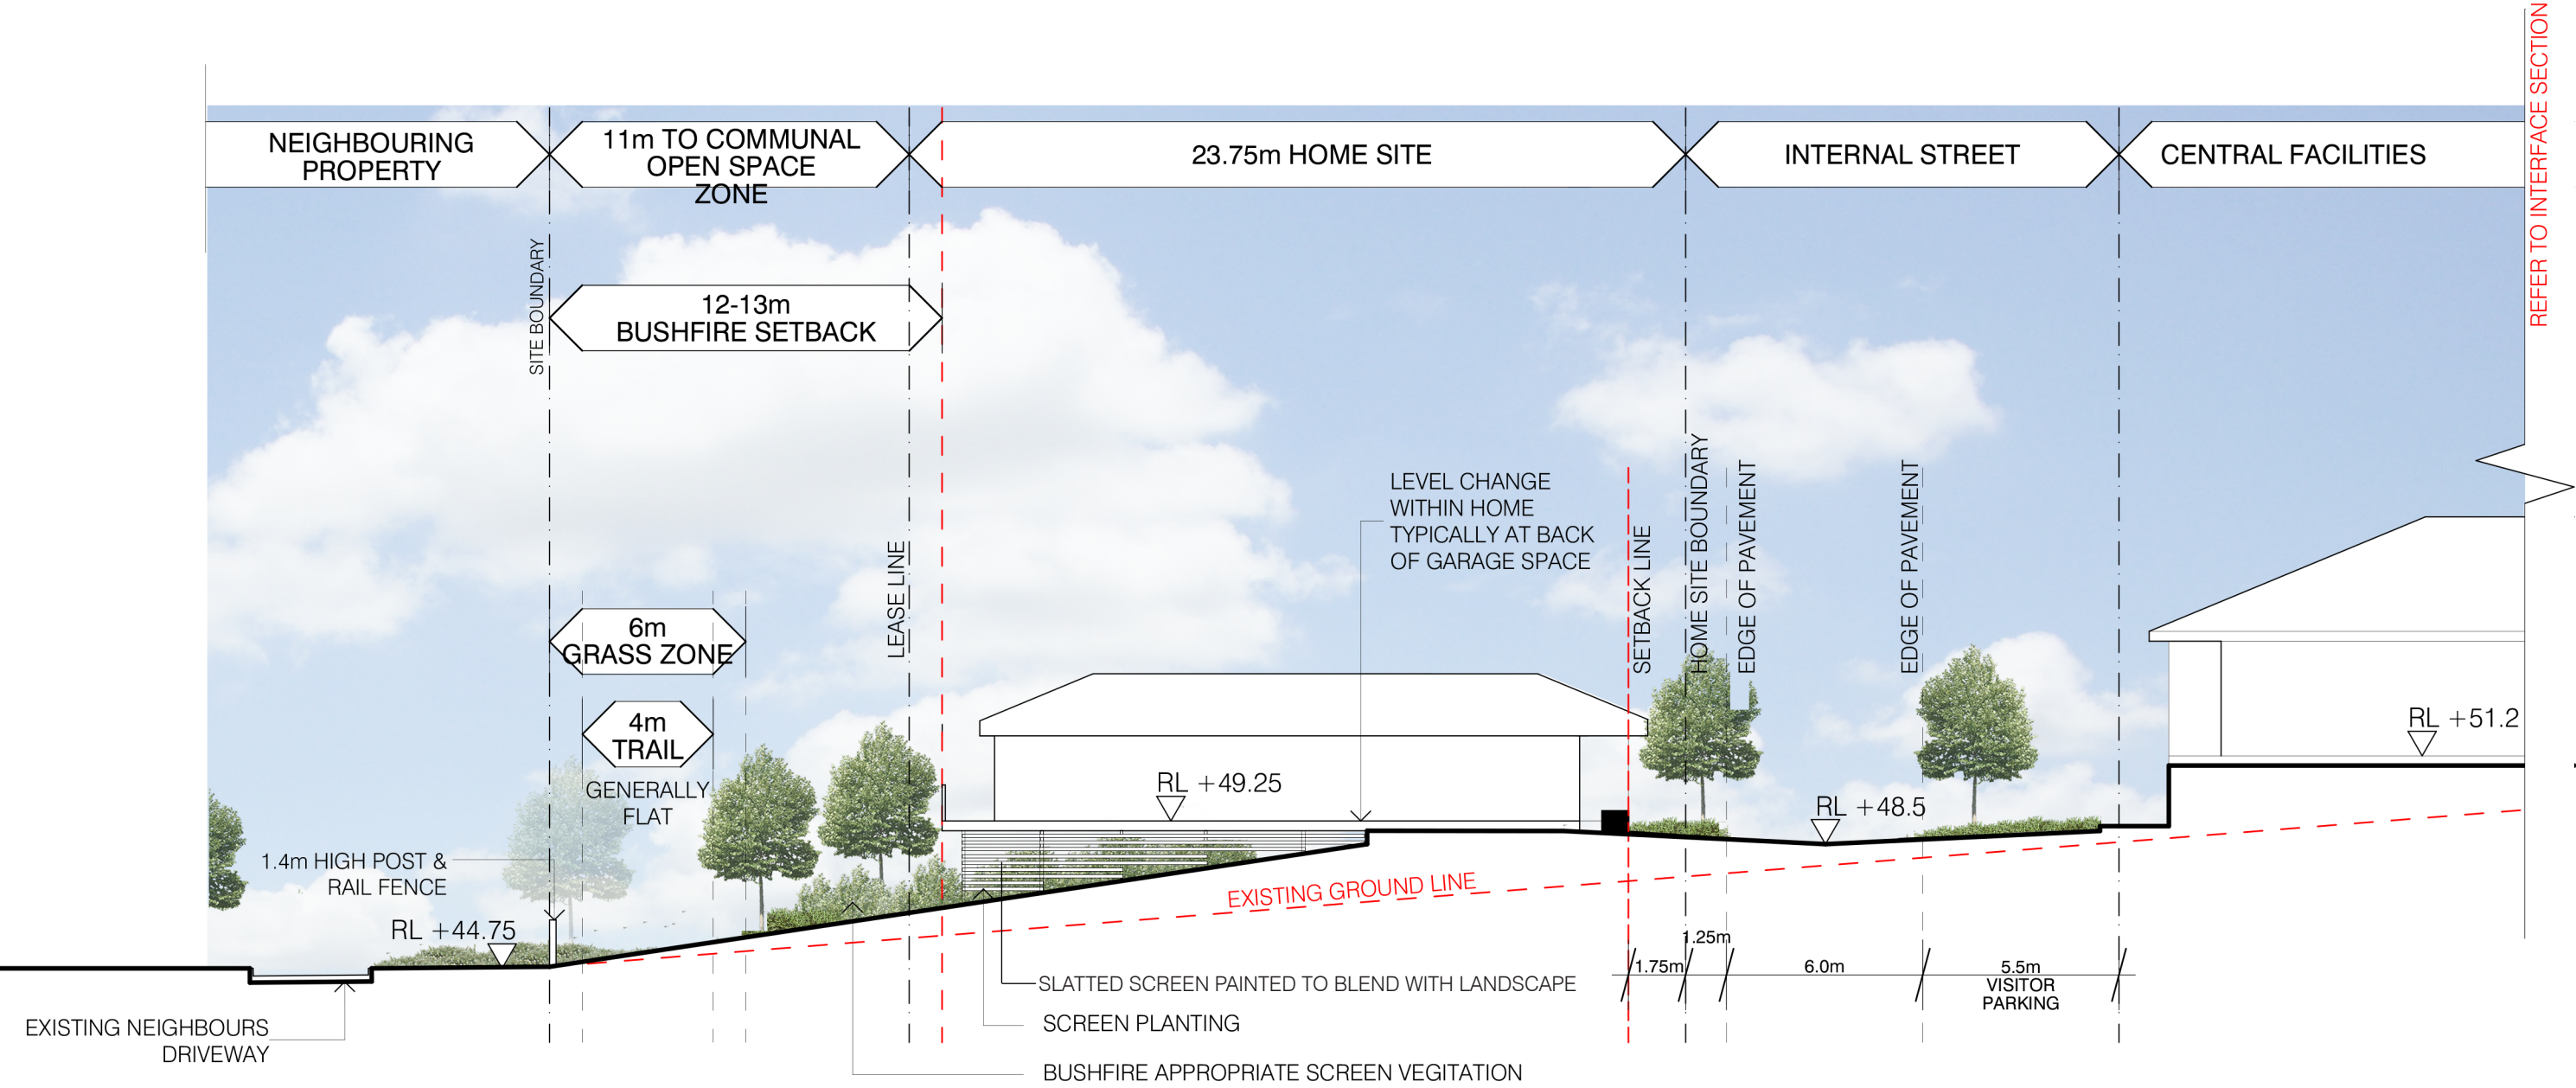 NEIGHBOURING
PROPERTY
11m TO COMMUNAL
OPEN SPACE
ZONE
23.75m HOME SITE
INTERNAL STREET
CENTRAL FACILITIES
REFER TO INTERFACE SECTION
SITE BOUNDARY
12-13m
BUSHFIRE SETBACK
LEASE LINE
LEVEL CHANGE
WITHIN HOME
TYPICALLY AT BACK
OF GARAGE SPACE
SETBACK LINE
HOME SITE BOUNDARY
EDGE OF PAVEMENT
EDGE OF PAVEMENT
6m
GRASS ZONE
4m
TRAIL
GENERALLY
FLAT
1.4m HIGH POST &
RAIL FENCE
RL +44.75
RL +49.25
RL +48.5
RL +51.2
EXISTING GROUND LINE
1.75m
1.25m
6.0m
5.5m
VISITOR
PARKING
SLATTED SCREEN PAINTED TO BLEND WITH LANDSCAPE
SCREEN PLANTING
BUSHFIRE APPROPRIATE SCREEN VEGITATION
EXISTING NEIGHBOURS
DRIVEWAY